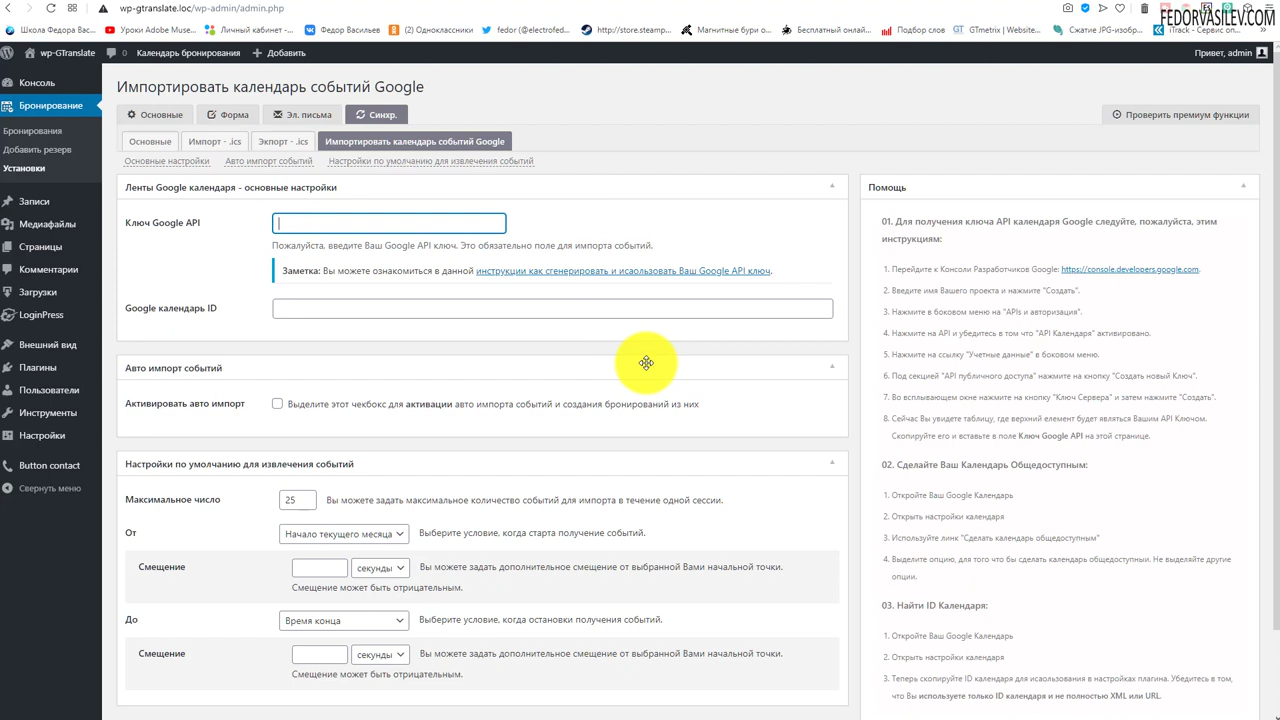 wp-gtranslate.loc/wp-admin/admin.php
FEDORVASILEV.COM
Школа Федора Вас...
Уроки Adobe Muse...
Личный кабинет -...
Федор Васильев
(2) Одноклассники
fedor (@electrofed...
http://store.steamp...
Магнитные бури о...
Бесплатный онлай...
Подбор слов
GTmetrix | Website...
Сжатие JPG-изобр...
iTrack - Сервис оп...
wp-GTranslate
0
Календарь бронирования
Добавить
Привет, admin
Консоль
Бронирование
Бронирования
Добавить резерв
Установки
Записи
Медиафайлы
Страницы
Комментарии
Загрузки
LoginPress
Внешний вид
Плагины
Пользователи
Инструменты
Настройки
Button contact
Свернуть меню
Импортировать календарь событий Google
Основные
Форма
Эл. письма
Синхр.
Проверить премиум функции
Основные
Импорт - .ics
Экпорт - .ics
Импортировать календарь событий Google
Основные настройки
Авто импорт событий
Настройки по умолчанию для извлечения событий
Ленты Google календаря - основные настройки
Ключ Google API
Пожалуйста, введите Ваш Google API ключ. Это обязательно поле для импорта событий.
Заметка: Вы можете ознакомиться в данной инструкции как сгенерировать и исаользовать Ваш Google API ключ.
Google календарь ID
Авто импорт событий
Активировать авто импорт
Выделите этот чекбокс для активации авто импорта событий и создания бронирований из них
Настройки по умолчанию для извлечения событий
Максимальное число
25
Вы можете задать максимальное количество событий для импорта в течение одной сессии.
От
Начало текущего месяца
Выберите условие, когда старта получение событий.
Смещение
секунды
Вы можете задать дополнительное смещение от выбранной Вами начальной точки.
Смещение может быть отрицательным.
До
Время конца
Выберите условие, когда остановки получения событий.
Смещение
секунды
Вы можете задать дополнительное смещение от выбранной Вами начальной точки.
Смещение может быть отрицательным.
Помощь
01. Для получения ключа API календаря Google следуйте, пожалуйста, этим
инструкциям:
1. Перейдите к Консоли Разработчиков Google: https://console.developers.google.com.
2. Введите имя Вашего проекта и нажмите "Создать".
3. Нажмите в боковом меню на "APIs и авторизация".
4. Нажмите на API и убедитесь в том что "API Календаря" активировано.
5. Нажмите на ссылку "Учетные данные" в боковом меню.
6. Под секцией "API публичного доступа" нажмите на кнопку "Создать новый Ключ".
7. Во всплывающем окне нажмите на кнопку "Ключ Сервера" и затем нажмите "Создать".
8. Сейчас Вы увидете таблицу, где верхний элемент будет являться Вашим API Ключом.
Скопируйте его и вставьте в поле Ключ Google API на этой странице.
02. Сделайте Ваш Календарь Общедоступным:
1. Откройте Ваш Google Календарь
2. Открыть настройки календаря
3. Используйте линк "Сделать календарь общедоступным"
4. Выделите опцию, для того что бы сделать календарь общедоступныи. Не выделяйте другие
опции.
03. Найти ID Календаря:
1. Откройте Ваш Google Календарь
2. Открыть настройки календаря
3. Теперь скопируйте ID календаря для исаользования в настройках плагина. Убедитесь в том,
что Вы используете только ID календаря и не полностью XML или URL.